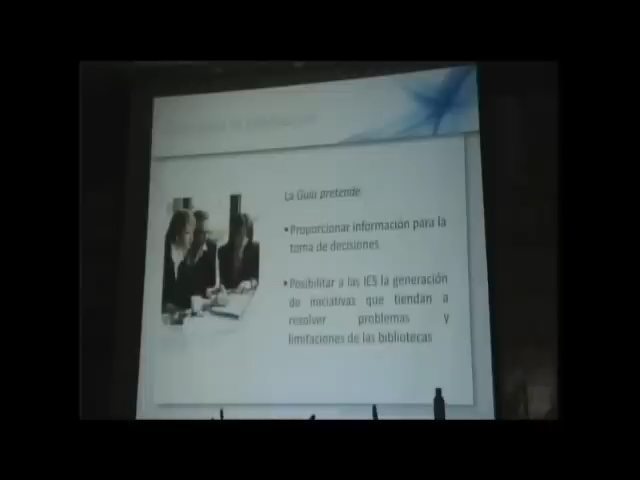 La Guía pretende
•Proporcionar información para la
toma de decisiones
•Posibilitar a las IES la generación
de iniciativas que tiendan a
resolver problemas y
limitaciones de las bibliotecas